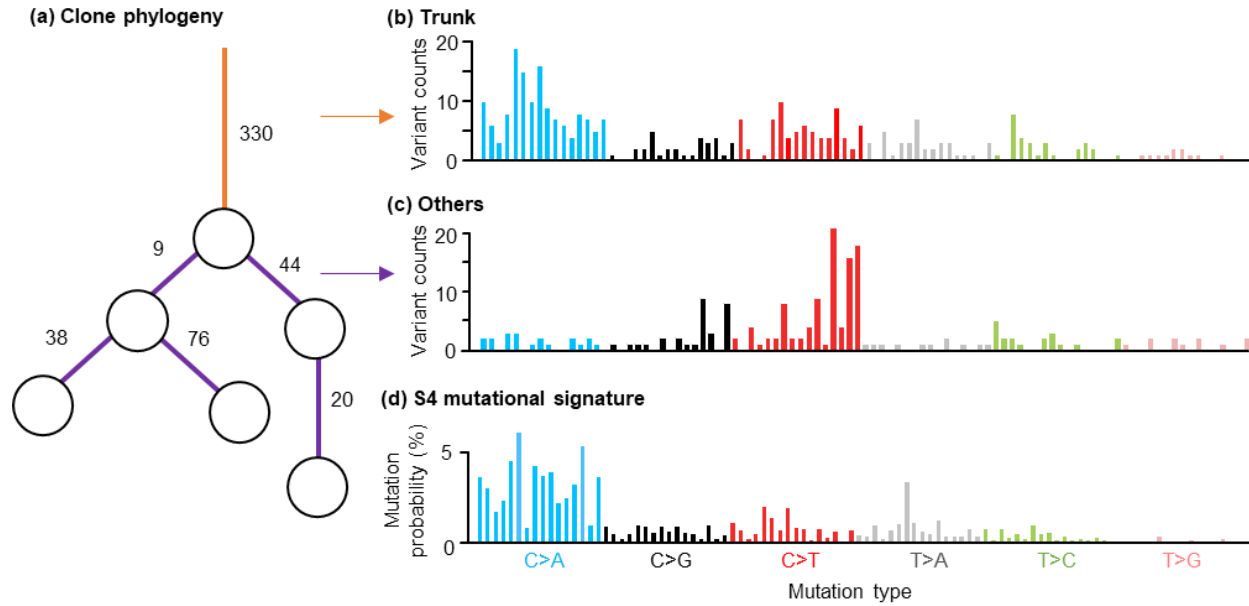 (a) Clone phylogeny
330
9
44
38
76
20
(b) Trunk
Variant counts
20
10
0
(c) Others
Variant counts
20
10
0
(d) S4 mutational signature
Mutation
probability (%)
5
0
C>A C>G C>T T>A T>C T>G
Mutation type